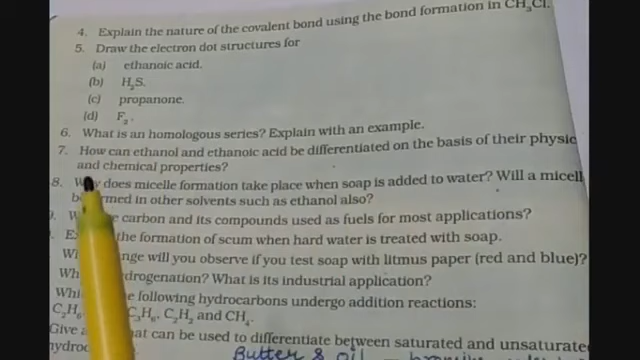 4. Explain the nature of the covalent bond using the bond formation in CH₃Cl.
5. Draw the electron dot structures for
(a) ethanoic acid.
(b) H₂S.
(c) propanone.
(d) F₂.
6. What is an homologous series? Explain with an example.
7. How can ethanol and ethanoic acid be differentiated on the basis of their physic
and chemical properties?
8. Why does micelle formation take place when soap is added to water? Will a micell
rmed in other solvents such as ethanol also?
carbon and its compounds used as fuels for most applications?
the formation of scum when hard water is treated with soap.
nge will you observe if you test soap with litmus paper (red and blue)?
drogenation? What is its industrial application?
e following hydrocarbons undergo addition reactions:
C₂H₆, C₃H₆, C₂H₂ and CH₄.
Give a at can be used to differentiate between saturated and unsaturate
hydroc
Butter & oil